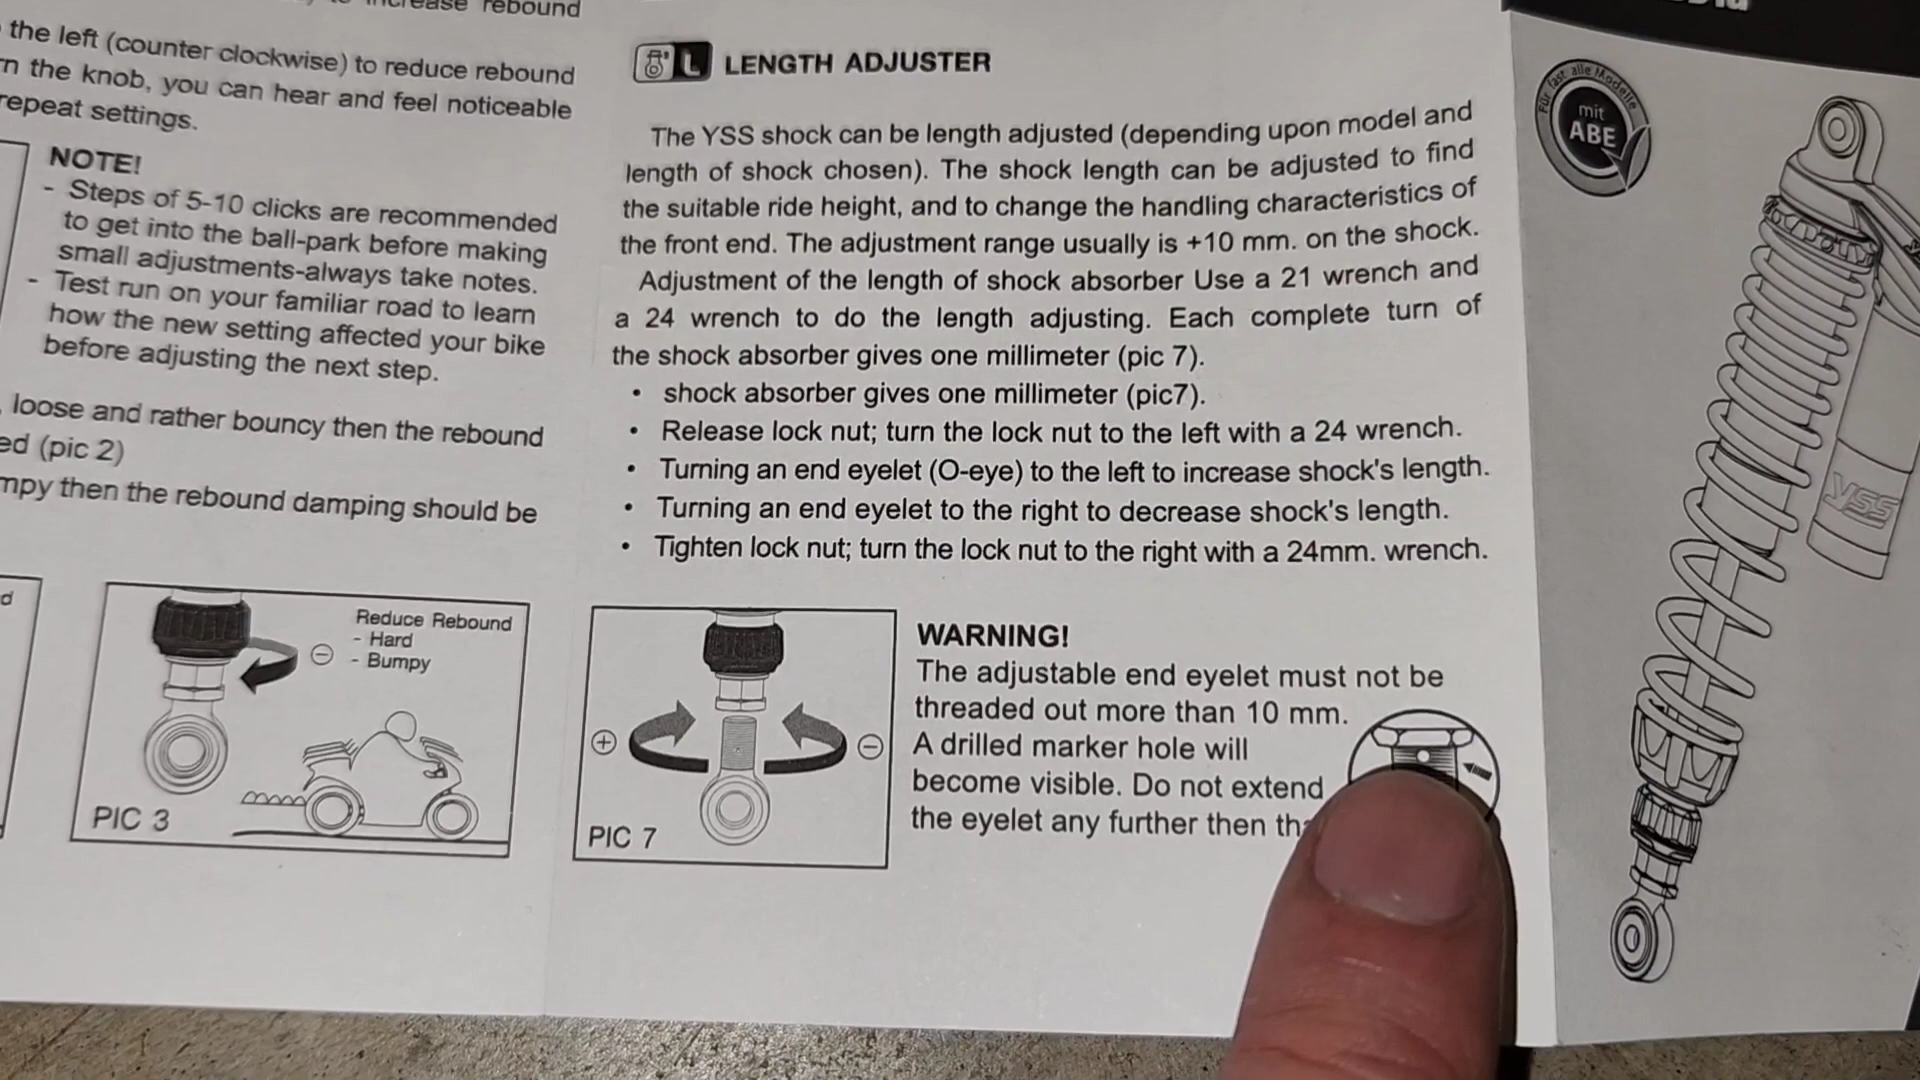 increase rebound
the left (counter clockwise) to reduce rebound
the knob, you can hear and feel noticeable
repeat settings.
NOTE!
- Steps of 5-10 clicks are recommended
to get into the ball-park before making
small adjustments-always take notes.
- Test run on your familiar road to learn
how the new setting affected your bike
before adjusting the next step.
loose and rather bouncy then the rebound
(pic 2)
then the rebound damping should be
Reduce Rebound
- Hard
- Bumpy
PIC 3
L LENGTH ADJUSTER
The YSS shock can be length adjusted (depending upon model and
length of shock chosen). The shock length can be adjusted to find
the suitable ride height, and to change the handling characteristics of
the front end. The adjustment range usually is +10 mm. on the shock.
Adjustment of the length of shock absorber Use a 21 wrench and
a 24 wrench to do the length adjusting. Each complete turn of
the shock absorber gives one millimeter (pic 7).
• shock absorber gives one millimeter (pic7).
• Release lock nut; turn the lock nut to the left with a 24 wrench.
• Turning an end eyelet (O-eye) to the left to increase shock's length.
• Turning an end eyelet to the right to decrease shock's length.
• Tighten lock nut; turn the lock nut to the right with a 24mm. wrench.
PIC 7
WARNING!
The adjustable end eyelet must not be
threaded out more than 10 mm.
A drilled marker hole will
become visible. Do not extend
the eyelet any further then
Für fast alle Modelle
mit
ABE
YSS